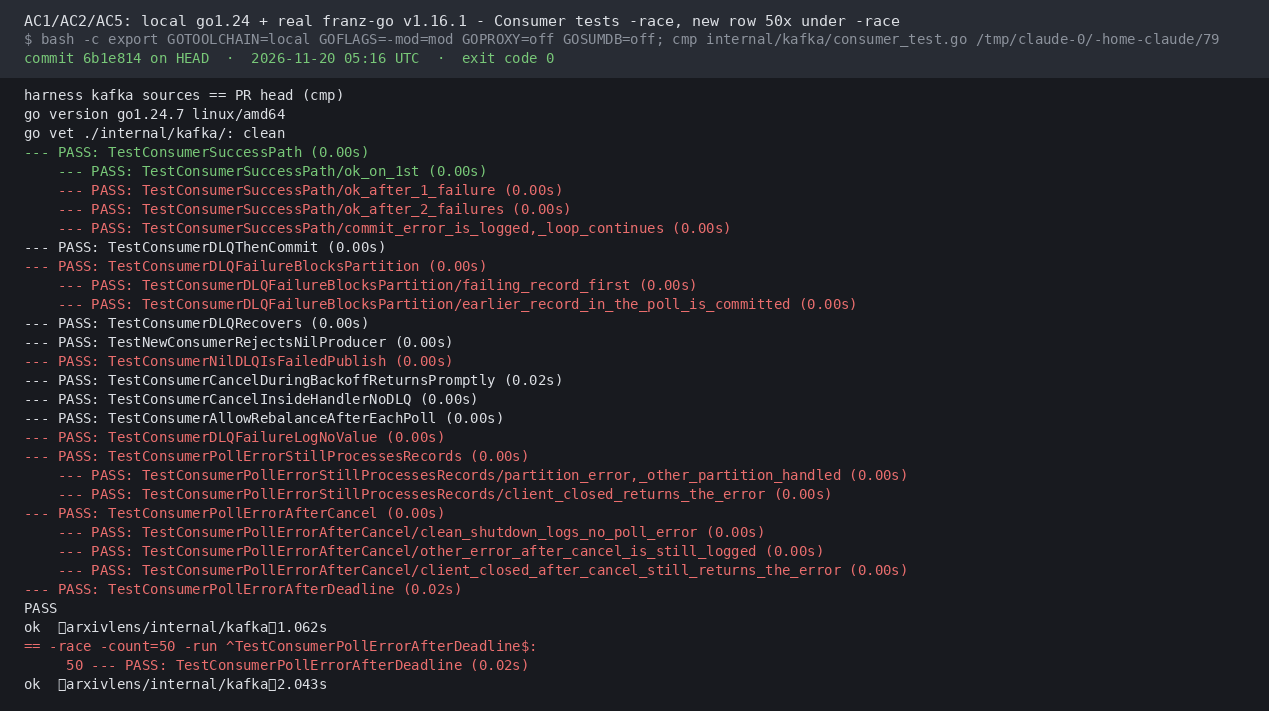 AC1/AC2/AC5: local go1.24 + real franz-go v1.16.1 - Consumer tests -race, new row 50x under -race
$ bash -c export GOTOOLCHAIN=local GOFLAGS=-mod=mod GOPROXY=off GOSUMDB=off; cmp internal/kafka/consumer_test.go /tmp/claude-0/-home-claude/79
commit 6b1e814 on HEAD · 2026-11-20 05:16 UTC · exit code 0
harness kafka sources == PR head (cmp)
go version go1.24.7 linux/amd64
go vet ./internal/kafka/: clean
--- PASS: TestConsumerSuccessPath (0.00s)
    --- PASS: TestConsumerSuccessPath/ok_on_1st (0.00s)
    --- PASS: TestConsumerSuccessPath/ok_after_1_failure (0.00s)
    --- PASS: TestConsumerSuccessPath/ok_after_2_failures (0.00s)
    --- PASS: TestConsumerSuccessPath/commit_error_is_logged,_loop_continues (0.00s)
--- PASS: TestConsumerDLQThenCommit (0.00s)
--- PASS: TestConsumerDLQFailureBlocksPartition (0.00s)
    --- PASS: TestConsumerDLQFailureBlocksPartition/failing_record_first (0.00s)
    --- PASS: TestConsumerDLQFailureBlocksPartition/earlier_record_in_the_poll_is_committed (0.00s)
--- PASS: TestConsumerDLQRecovers (0.00s)
--- PASS: TestNewConsumerRejectsNilProducer (0.00s)
--- PASS: TestConsumerNilDLQIsFailedPublish (0.00s)
--- PASS: TestConsumerCancelDuringBackoffReturnsPromptly (0.02s)
--- PASS: TestConsumerCancelInsideHandlerNoDLQ (0.00s)
--- PASS: TestConsumerAllowRebalanceAfterEachPoll (0.00s)
--- PASS: TestConsumerDLQFailureLogNoValue (0.00s)
--- PASS: TestConsumerPollErrorStillProcessesRecords (0.00s)
    --- PASS: TestConsumerPollErrorStillProcessesRecords/partition_error,_other_partition_handled (0.00s)
    --- PASS: TestConsumerPollErrorStillProcessesRecords/client_closed_returns_the_error (0.00s)
--- PASS: TestConsumerPollErrorAfterCancel (0.00s)
    --- PASS: TestConsumerPollErrorAfterCancel/clean_shutdown_logs_no_poll_error (0.00s)
    --- PASS: TestConsumerPollErrorAfterCancel/other_error_after_cancel_is_still_logged (0.00s)
    --- PASS: TestConsumerPollErrorAfterCancel/client_closed_after_cancel_still_returns_the_error (0.00s)
--- PASS: TestConsumerPollErrorAfterDeadline (0.02s)
PASS
ok  arxivlens/internal/kafka 1.062s
== -race -count=50 -run ^TestConsumerPollErrorAfterDeadline$:
     50 --- PASS: TestConsumerPollErrorAfterDeadline (0.02s)
ok  arxivlens/internal/kafka 2.043s